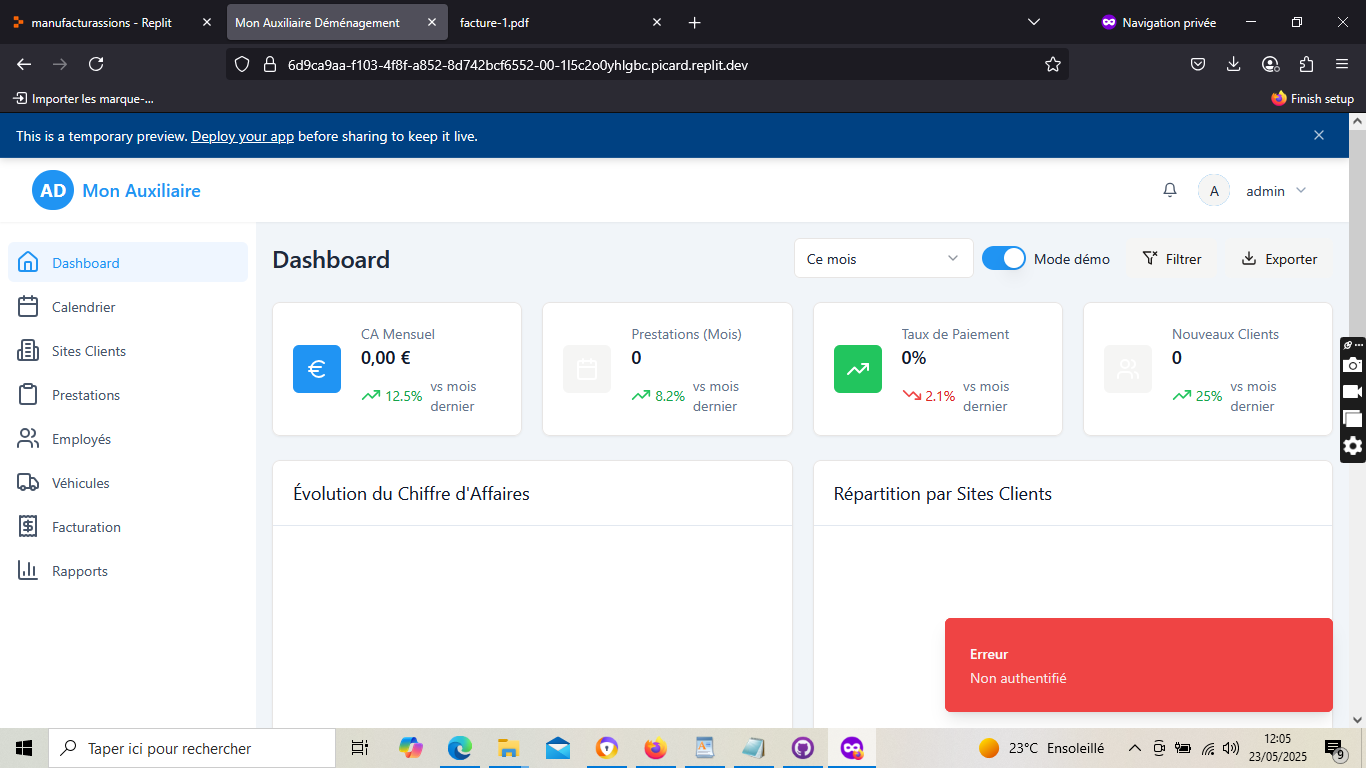 manufacturassions - Replit
Mon Auxiliaire Déménagement
facture-1.pdf
Navigation privée
6d9ca9aa-f103-4f8f-a852-8d742bcf6552-00-1l5c2o0yhlgbc.picard.replit.dev
Importer les marque-...
Finish setup
This is a temporary preview. Deploy your app before sharing to keep it live.
AD Mon Auxiliaire
A admin
Dashboard
Calendrier
Sites Clients
Prestations
Employés
Véhicules
Facturation
Rapports
Dashboard
Ce mois
Mode démo
Filtrer
Exporter
CA Mensuel
0,00 €
12.5% vs mois
dernier
Prestations (Mois)
0
8.2% vs mois
dernier
Taux de Paiement
0%
2.1% vs mois
dernier
Nouveaux Clients
0
25% vs mois
dernier
Évolution du Chiffre d'Affaires
Répartition par Sites Clients
Erreur
Non authentifié
Taper ici pour rechercher
23°C Ensoleillé
12:05
23/05/2025
9